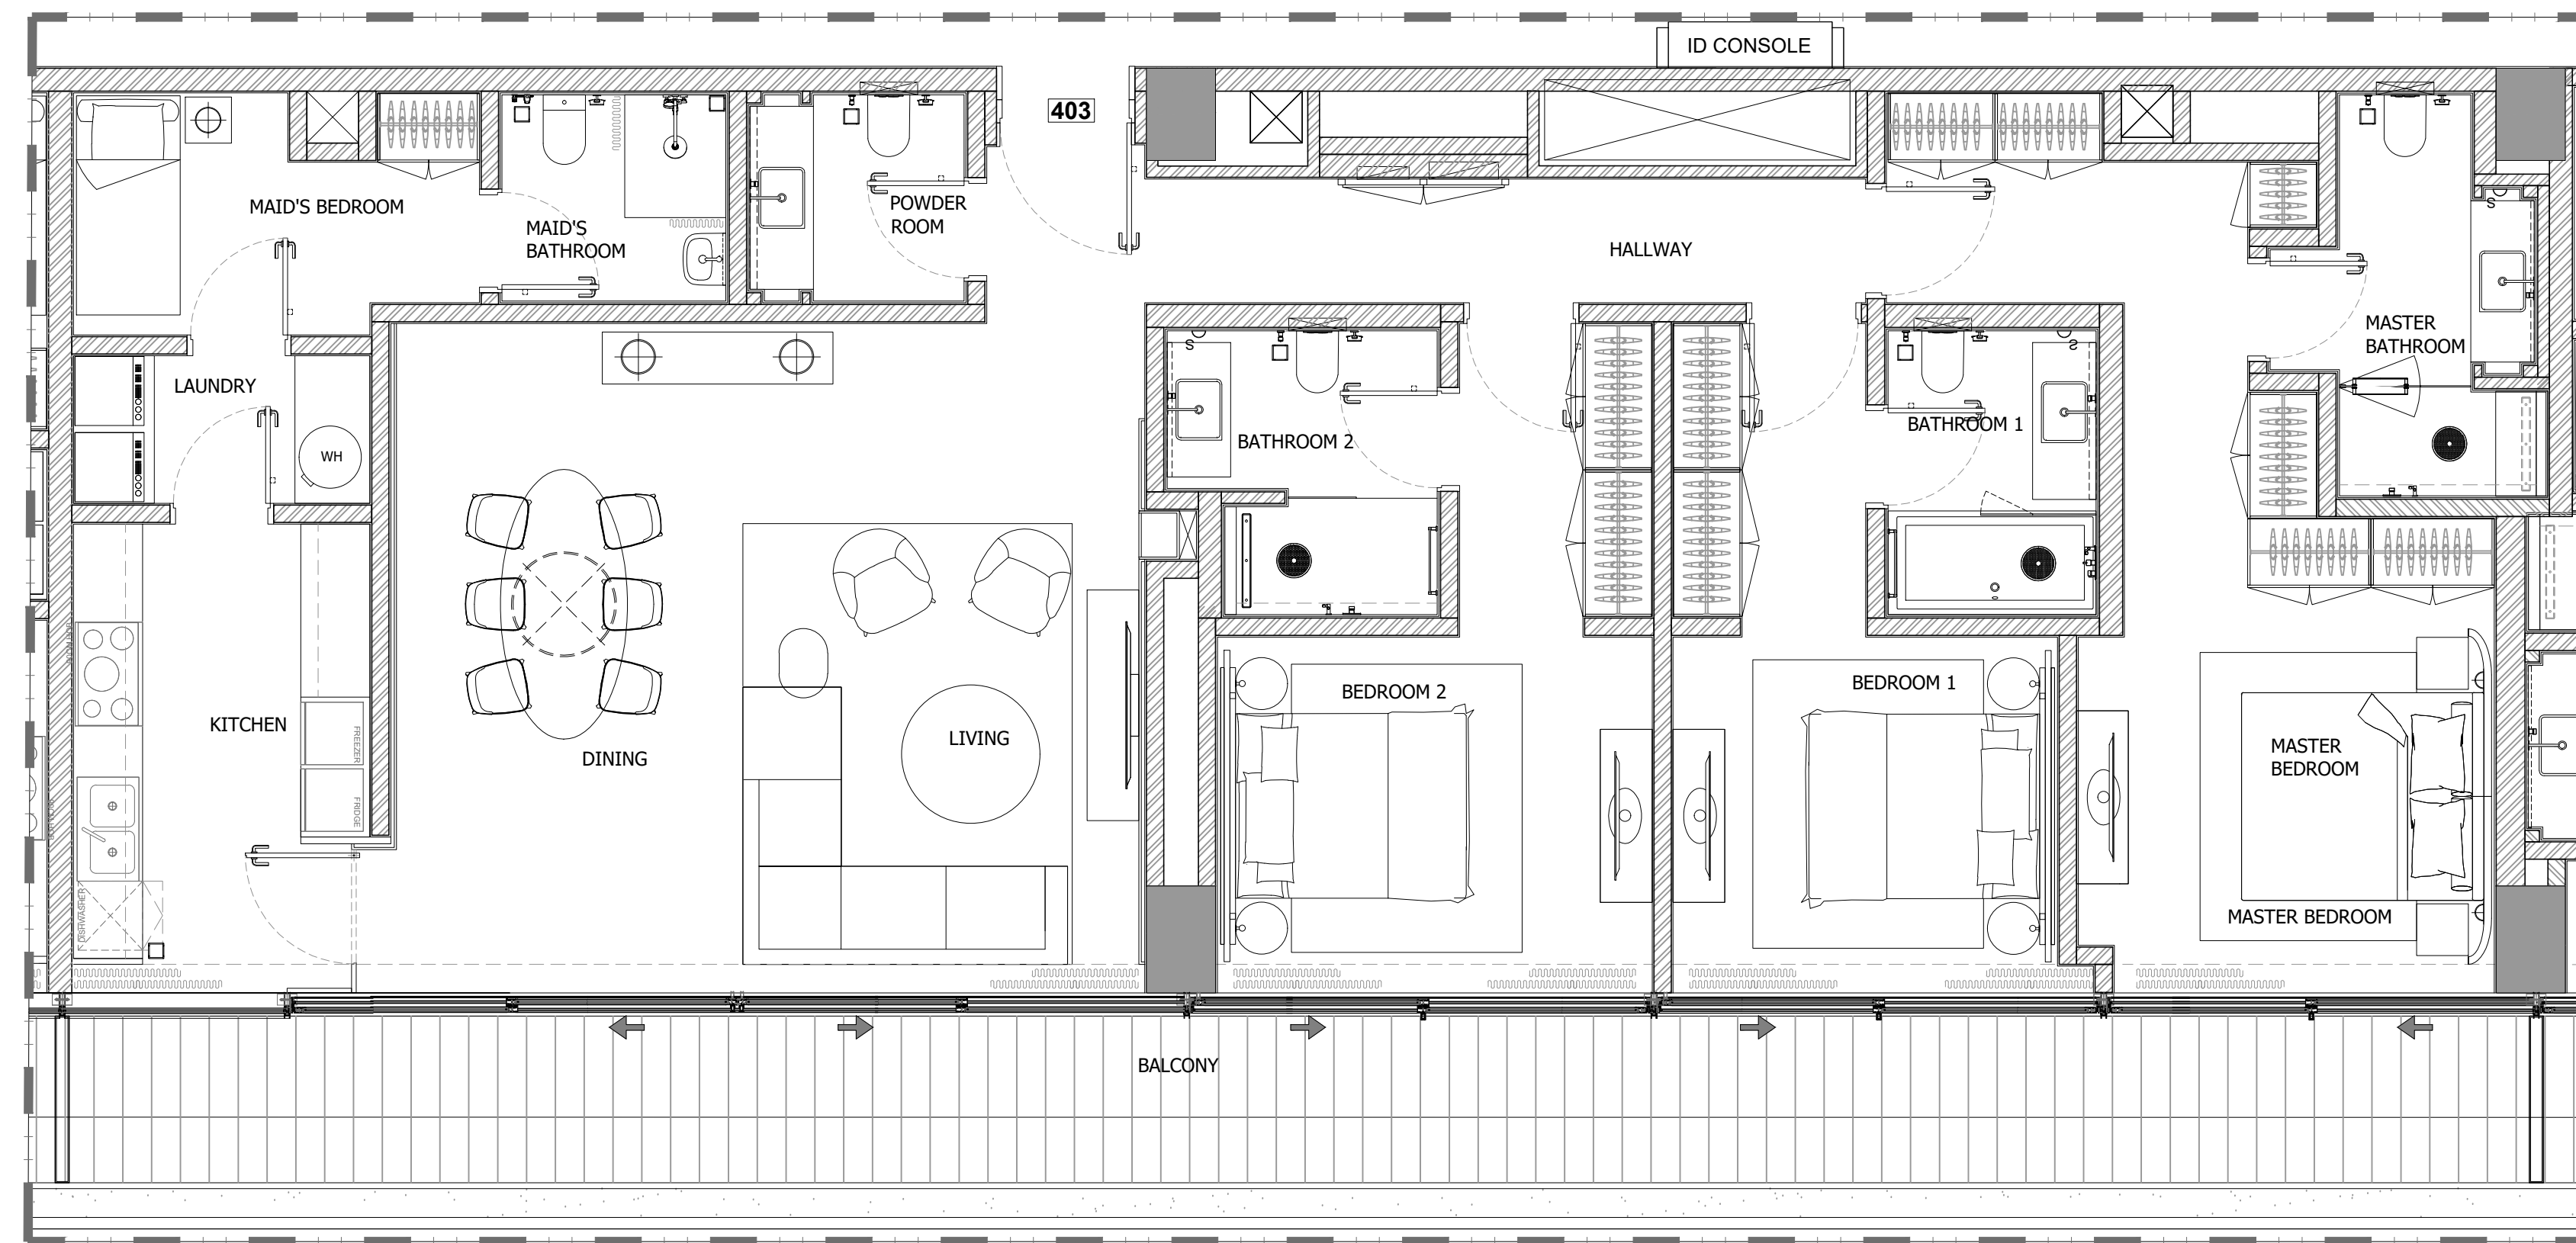 ID CONSOLE
403
MAID'S BEDROOM
MAID'S
BATHROOM
POWDER
ROOM
HALLWAY
S
MASTER
BATHROOM
LAUNDRY
WH
S
BATHROOM 2
S
BATHROOM 1
KITCHEN
FREEZER
FRIDGE
DISHWASHER
DINING
LIVING
BEDROOM 2
BEDROOM 1
MASTER
BEDROOM
MASTER BEDROOM
BALCONY